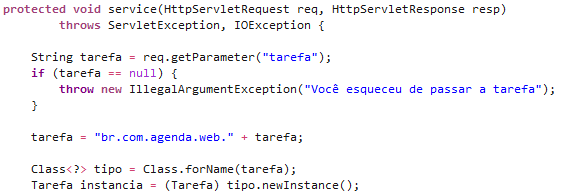 protected void service(HttpServletRequest req, HttpServletResponse resp)
throws ServletException, IOException {
String tarefa = req.getParameter("tarefa");
if (tarefa == null) {
throw new IllegalArgumentException("Você esqueceu de passar a tarefa");
}
tarefa = "br.com.agenda.web." + tarefa;
Class<?> tipo = Class.forName(tarefa);
Tarefa instancia = (Tarefa) tipo.newInstance();